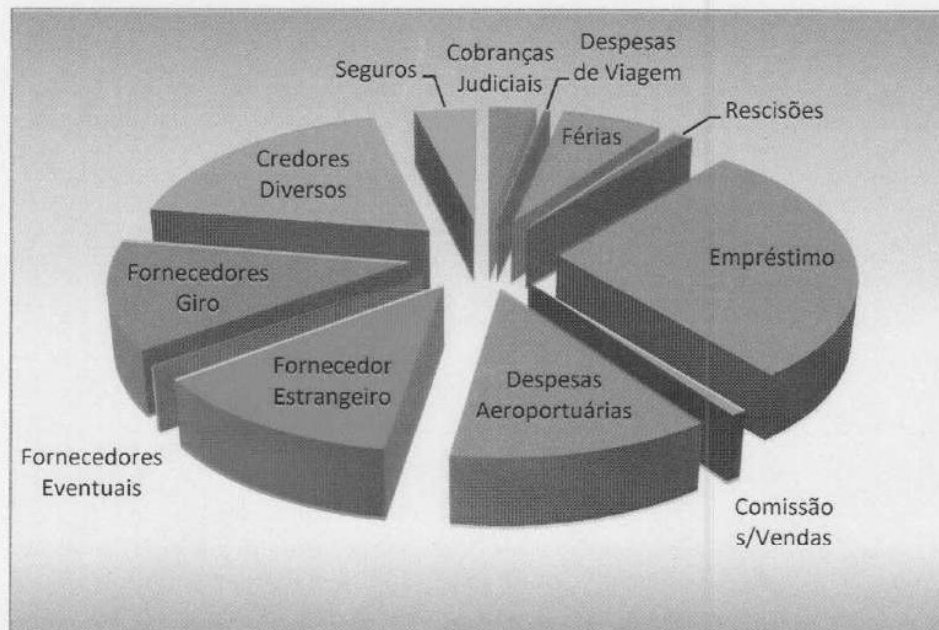 Seguros
Cobranças
Judiciais
Despesas
de Viagem
Férias
Rescisões
Empréstimo
Comissão
s/Vendas
Despesas
Aeroportuárias
Fornecedor
Estrangeiro
Fornecedores
Eventuais
Fornecedores
Giro
Credores
Diversos